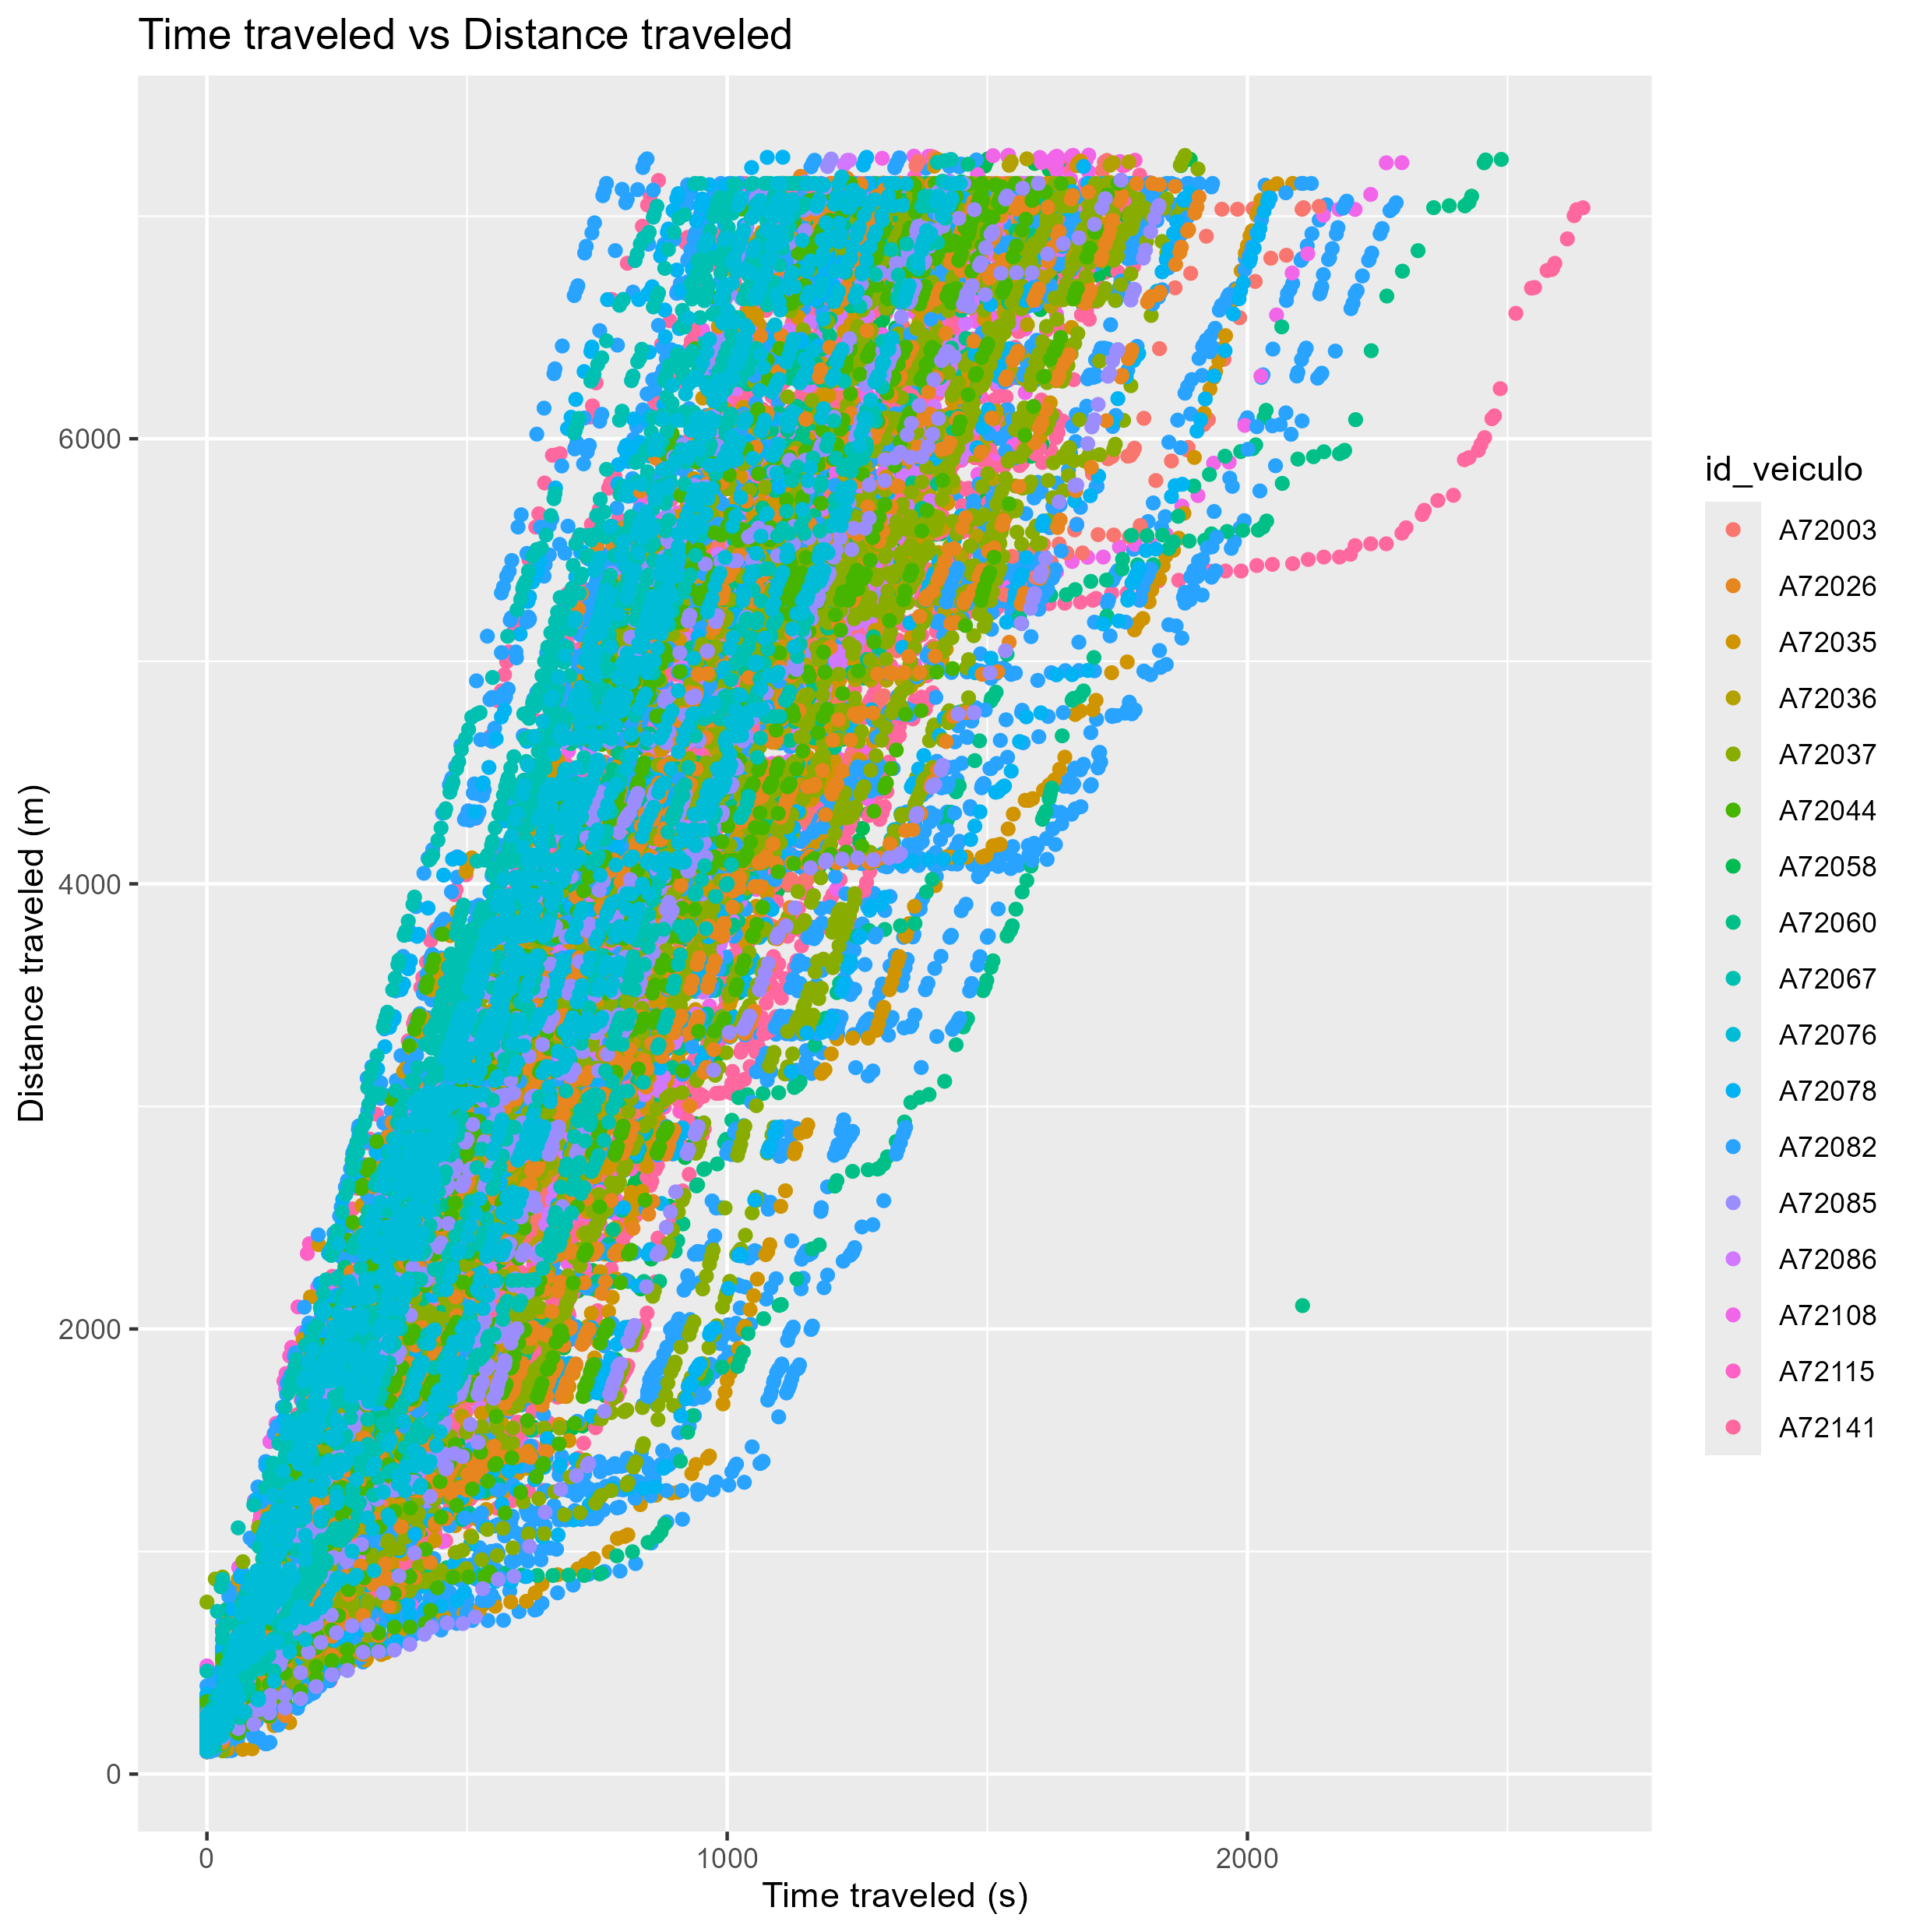 Time traveled vs Distance traveled
Distance traveled (m)
6000
4000
2000
0
0
1000
2000
Time traveled (s)
id_veiculo
A72003
A72026
A72035
A72036
A72037
A72044
A72058
A72060
A72067
A72076
A72078
A72082
A72085
A72086
A72108
A72115
A72141